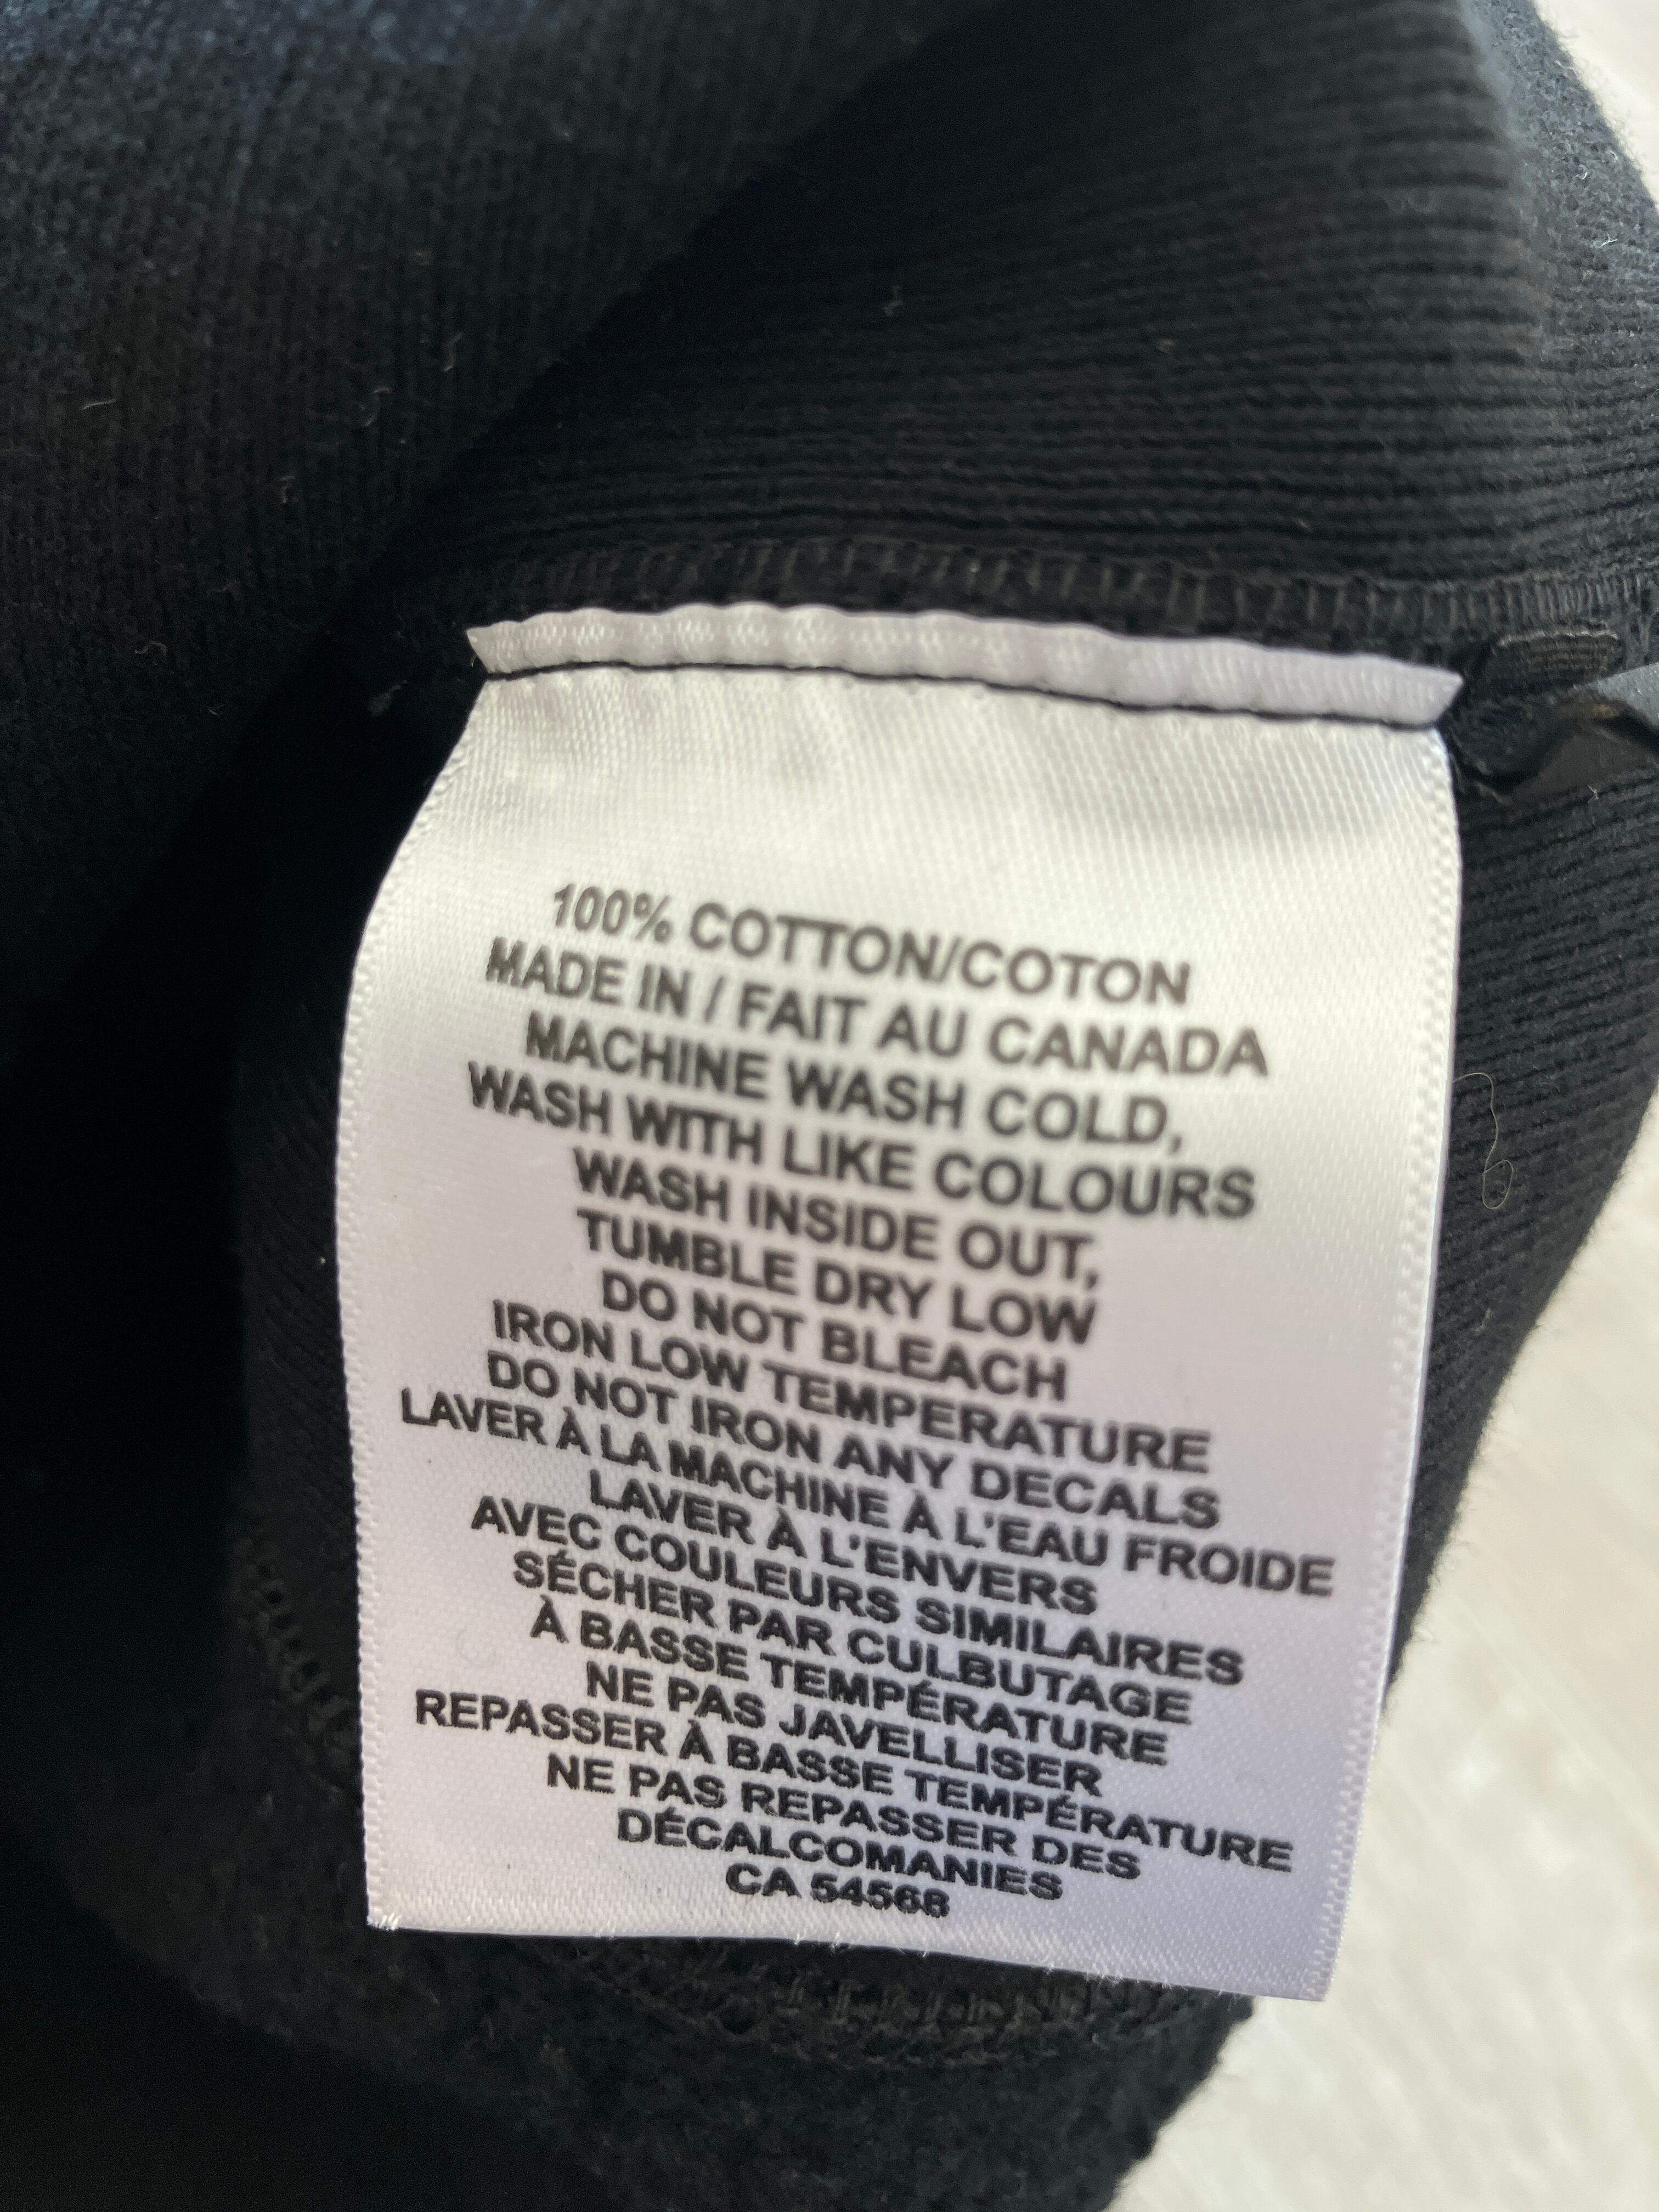 100% COTTON/COTON
MADE IN / FAIT AU CANADA
MACHINE WASH COLD,
WASH WITH LIKE COLOURS
WASH INSIDE OUT,
TUMBLE DRY LOW
DO NOT BLEACH
IRON LOW TEMPERATURE
DO NOT IRON ANY DECALS
LAVER À LA MACHINE À L'EAU FROIDE
LAVER À L'ENVERS
AVEC COULEURS SIMILAIRES
SÉCHER PAR CULBUTAGE
À BASSE TEMPÉRATURE
NE PAS JAVELLISER
REPASSER À BASSE TEMPÉRATURE
NE PAS REPASSER DES
DÉCALCOMANIES
CA 54568